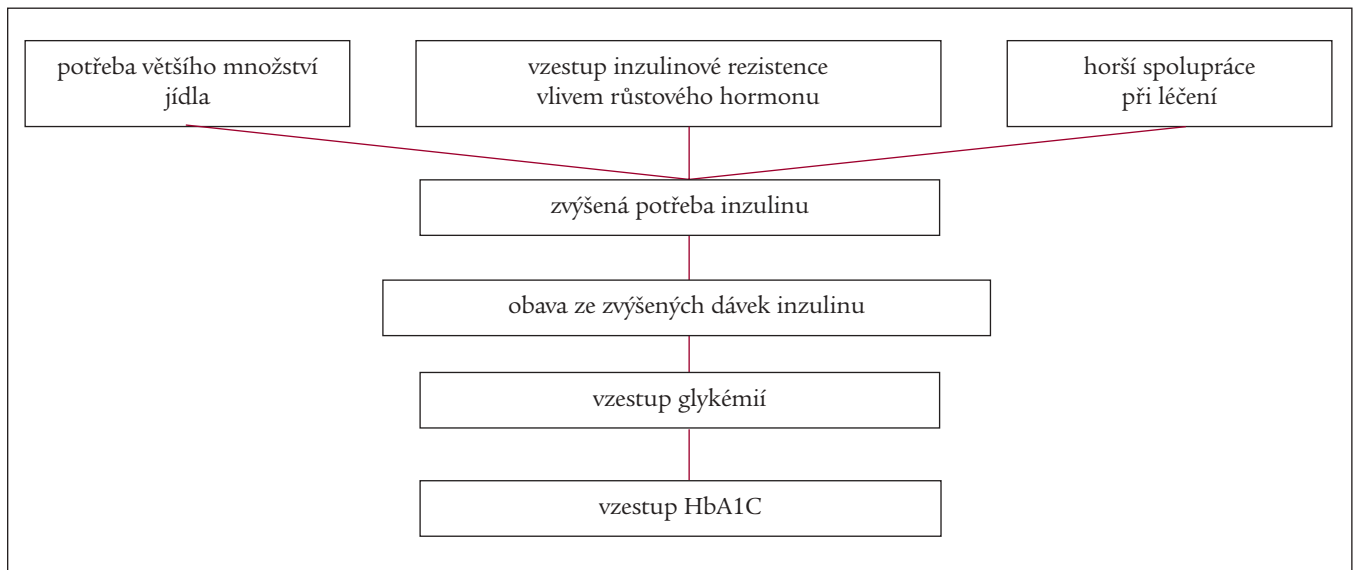 potřeba většího množství
jídla
vzestup inzulinové rezistence
vlivem růstového hormonu
horší spolupráce
při léčení
zvýšená potřeba inzulinu
obava ze zvýšených dávek inzulinu
vzestup glykémií
vzestup HbA1C